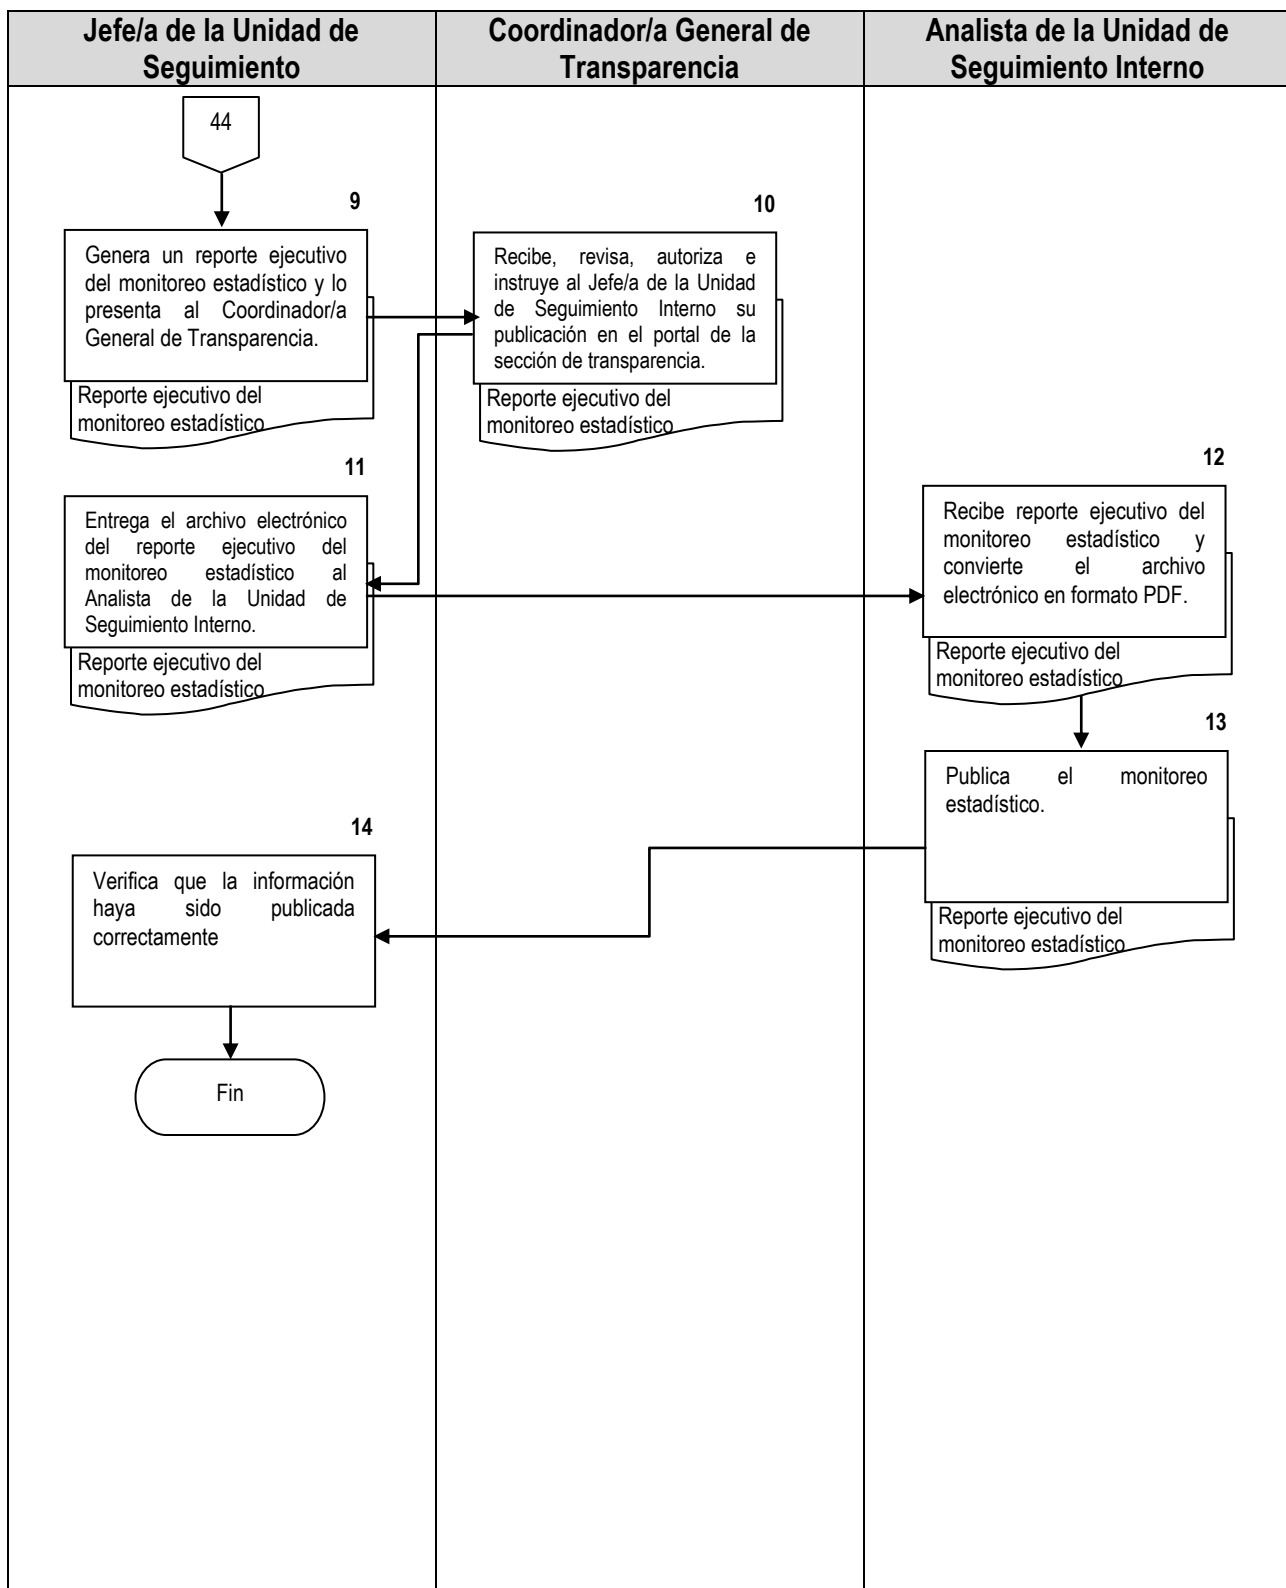 Jefe/a de la Unidad de
Seguimiento
Coordinador/a General de
Transparencia
Analista de la Unidad de
Seguimiento Interno
44
9
Genera un reporte ejecutivo
del monitoreo estadístico y lo
presenta al Coordinador/a
General de Transparencia.
Reporte ejecutivo del
monitoreo estadístico
10
Recibe, revisa, autoriza e
instruye al Jefe/a de la Unidad
de Seguimiento Interno su
publicación en el portal de la
sección de transparencia.
Reporte ejecutivo del
monitoreo estadístico
11
Entrega el archivo electrónico
del reporte ejecutivo del
monitoreo estadístico al
Analista de la Unidad de
Seguimiento Interno.
Reporte ejecutivo del
monitoreo estadístico
12
Recibe reporte ejecutivo del
monitoreo estadístico y
convierte el archivo
electrónico en formato PDF.
Reporte ejecutivo del
monitoreo estadístico
13
Publica el monitoreo
estadístico.
Reporte ejecutivo del
monitoreo estadístico
14
Verifica que la información
haya sido publicada
correctamente
Fin